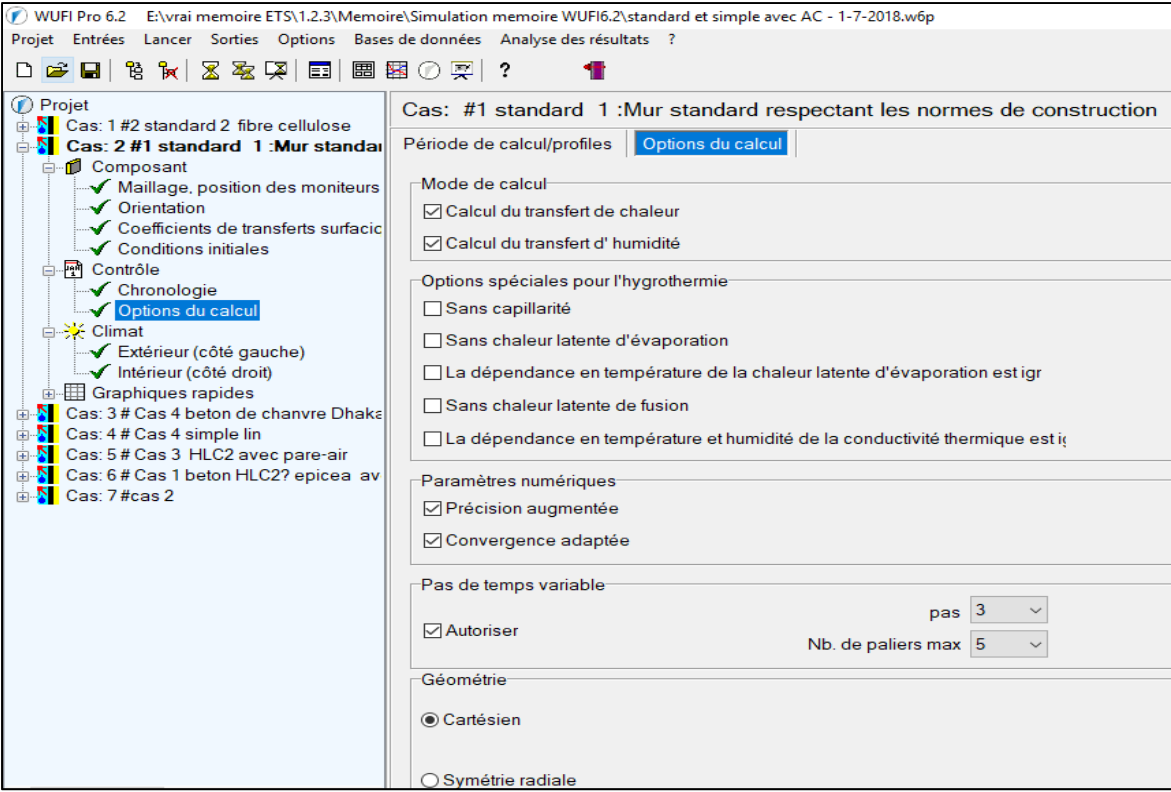 WUFI Pro 6.2 E:\vrai memoire ETS\1.2.3\Memoire\Simulation memoire WUFI6.2\standard et simple avec AC - 1-7-2018.w6p
Projet Entrées Lancer Sorties Options Bases de données Analyse des résultats ?
Projet
Cas: 1 #2 standard 2 fibre cellulose
Cas: 2 #1 standard 1 :Mur standar
Composant
Maillage, position des moniteurs
Orientation
Coefficients de transferts surfacic
Conditions initiales
Contrôle
Chronologie
Options du calcul
Climat
Extérieur (côté gauche)
Intérieur (côté droit)
Graphiques rapides
Cas: 3 # Cas 4 beton de chanvre Dhaka
Cas: 4 # Cas 4 simple lin
Cas: 5 # Cas 3 HLC2 avec pare-air
Cas: 6 # Cas 1 beton HLC2? epicea av
Cas: 7 #cas 2
Cas: #1 standard 1 :Mur standard respectant les normes de construction
Période de calcul/profiles Options du calcul
Mode de calcul
Calcul du transfert de chaleur
Calcul du transfert d' humidité
Options spéciales pour l'hygrothermie
Sans capillarité
Sans chaleur latente d'évaporation
La dépendance en température de la chaleur latente d'évaporation est igr
Sans chaleur latente de fusion
La dépendance en température et humidité de la conductivité thermique est ig
Paramètres numériques
Précision augmentée
Convergence adaptée
Pas de temps variable
Autoriser
pas 3
Nb. de paliers max 5
Géométrie
Cartésien
Symétrie radiale